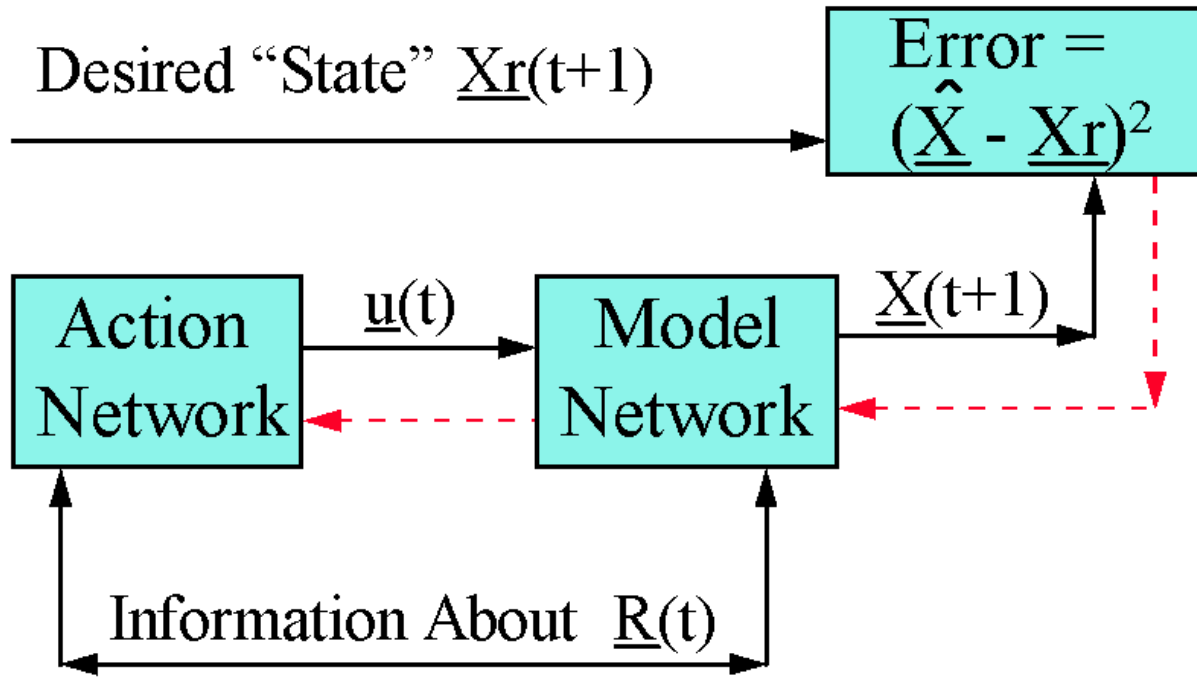 Desired “State” Xr(t+1)
Error =
(X̂ - Xr)²
Action
Network
u(t)
Model
Network
X(t+1)
Information About R(t)